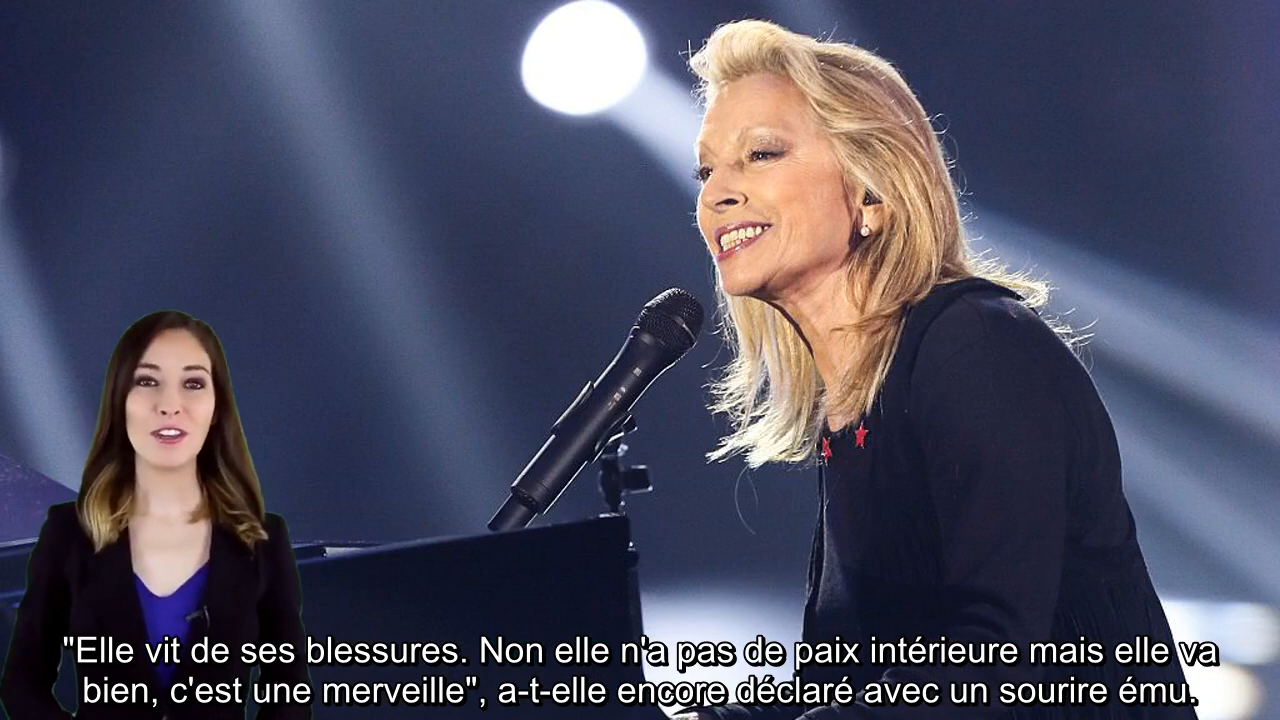 "Elle vit de ses blessures. Non elle n'a pas de paix intérieure mais elle va
bien, c'est une merveille", a-t-elle encore déclaré avec un sourire ému.